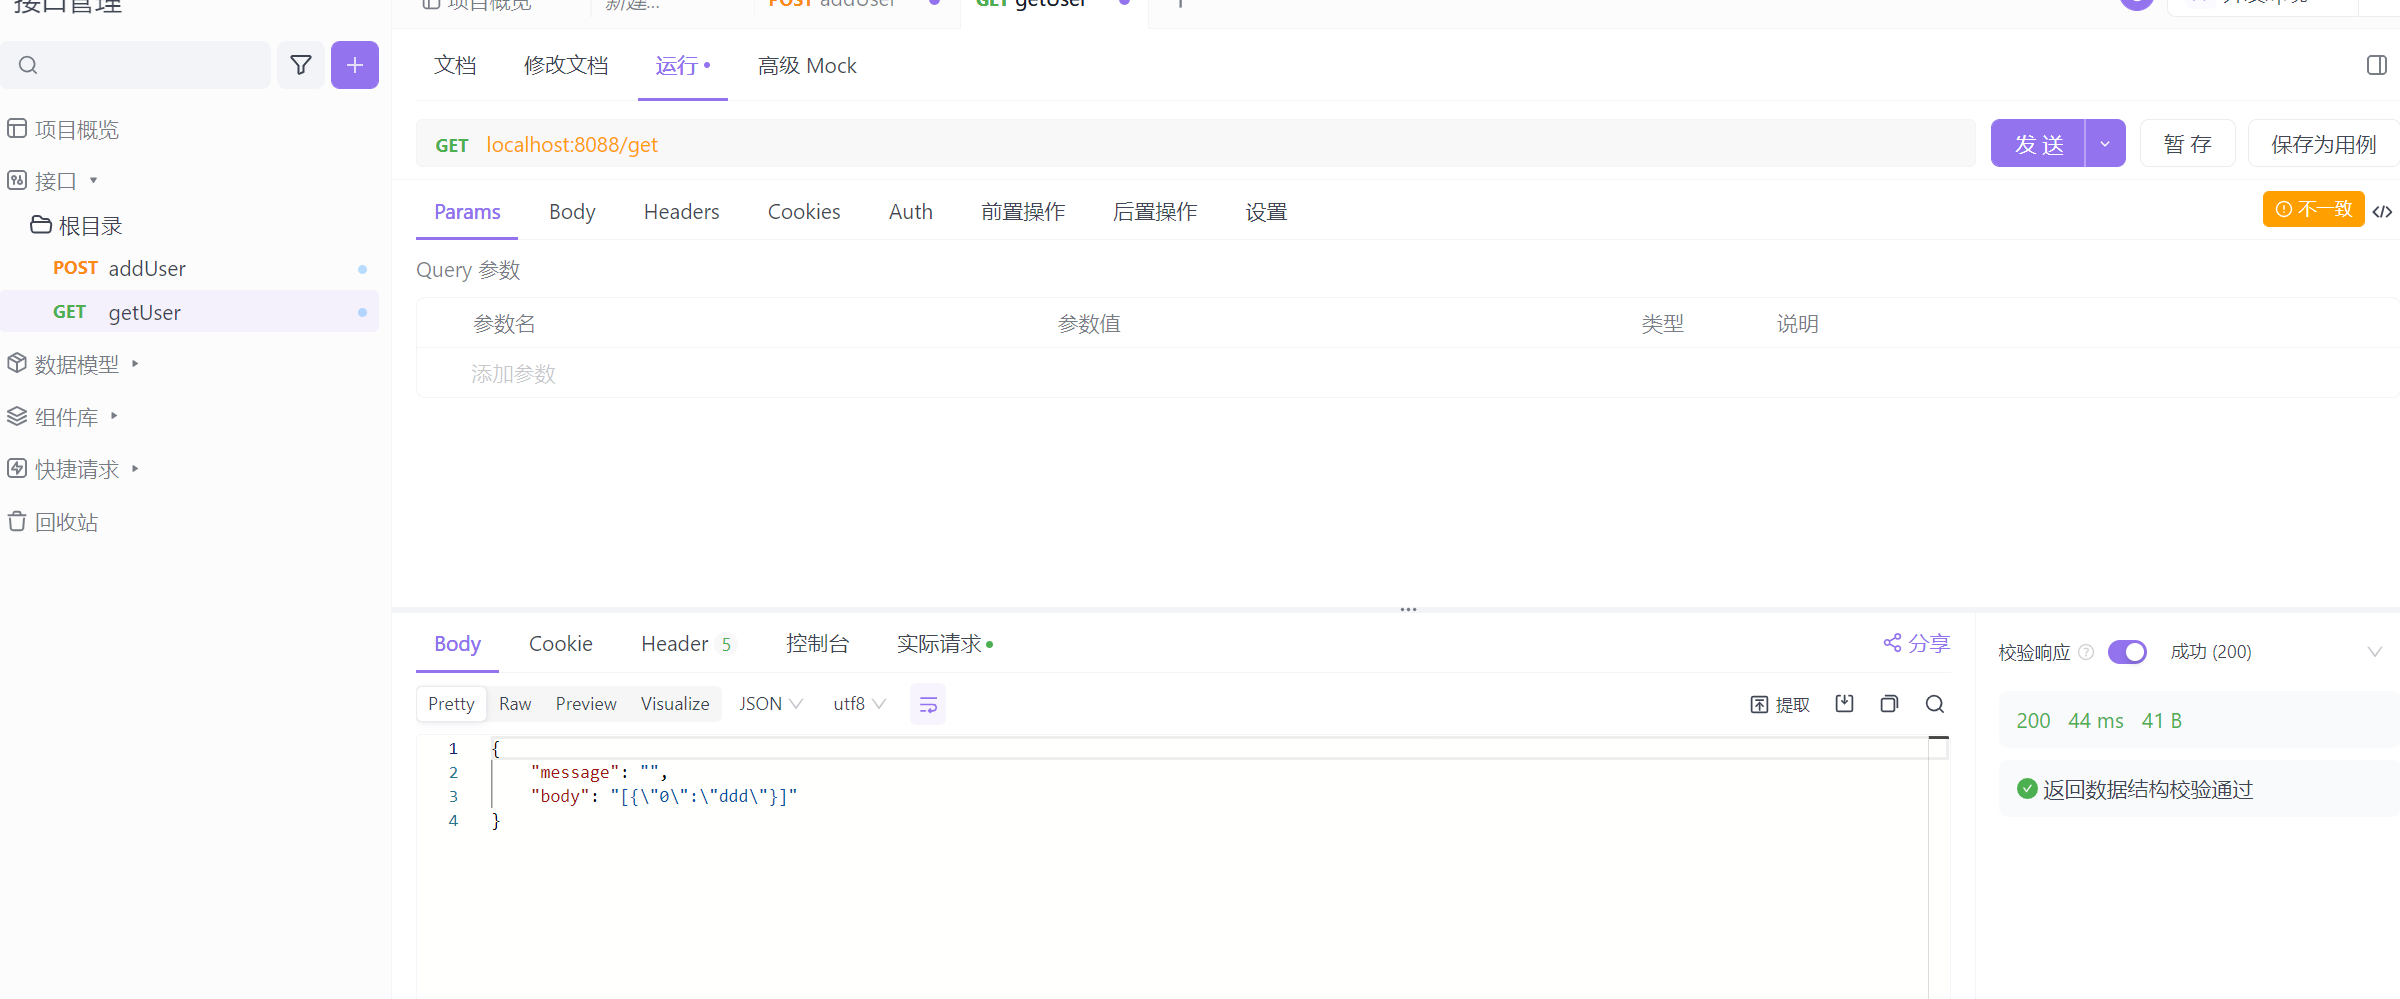 接口管理
项目概览
新建...
POST addUser
GET getUser
文档 修改文档 运行 高级 Mock
项目概览
GET localhost:8088/get
发 送
暂 存
保存为用例
接口
根目录
POST addUser
GET getUser
数据模型
组件库
快捷请求
回收站
Params Body Headers Cookies Auth 前置操作 后置操作 设置
不一致
Query 参数
参数名 参数值 类型 说明
添加参数
Body Cookie Header 5 控制台 实际请求
分享
Pretty Raw Preview Visualize JSON utf8
提取
1 {
2 "message": "",
3 "body": "[{\"0\":\"ddd\"}]"
4 }
校验响应 成功 (200)
200 44 ms 41 B
返回数据结构校验通过